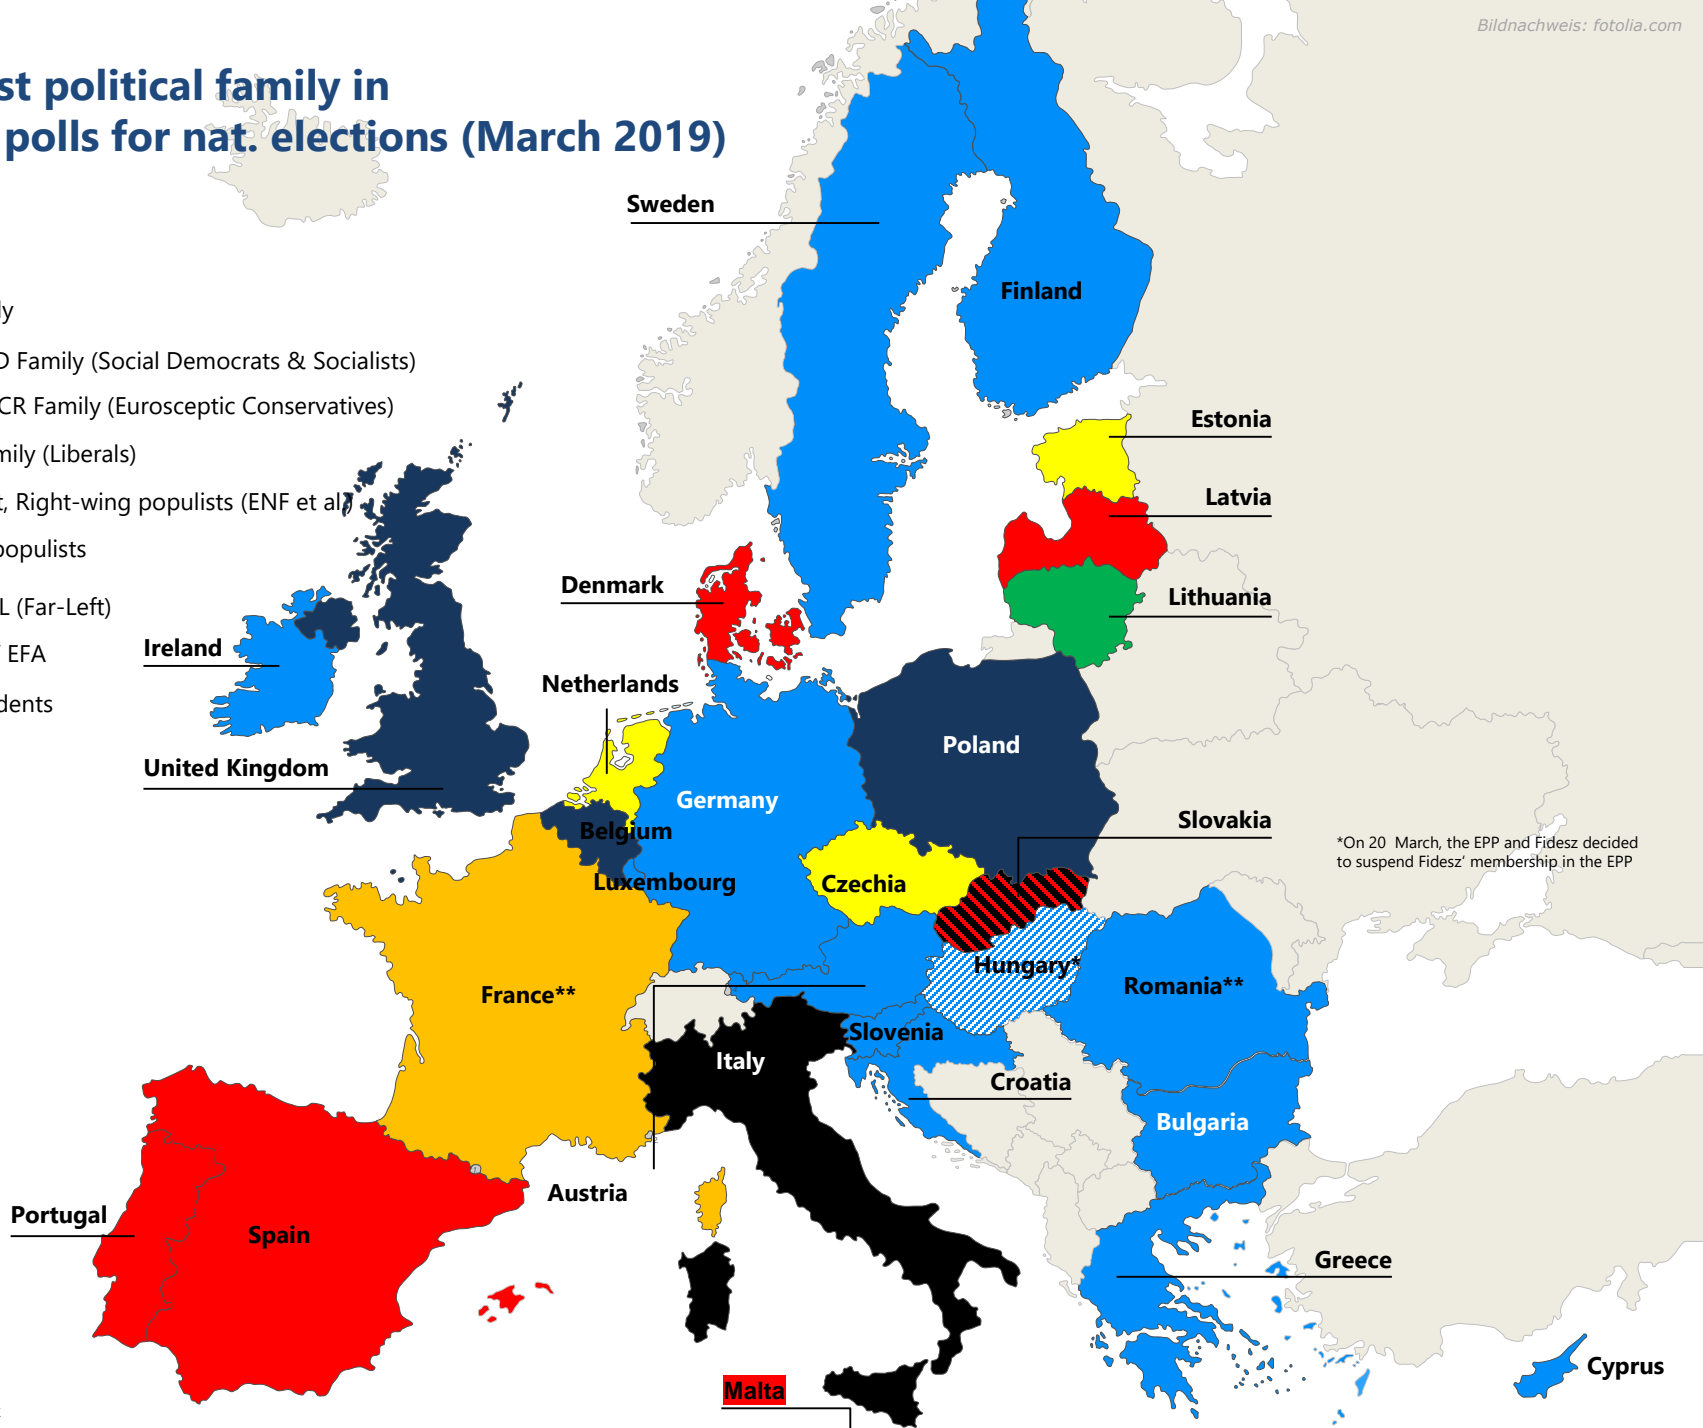 Bildnachweis: fotolia.com
st political family in
polls for nat. elections (March 2019)
ly
D Family (Social Democrats & Socialists)
CR Family (Eurosceptic Conservatives)
mily (Liberals)
t, Right-wing populists (ENF et al.)
populists
L (Far-Left)
EFA
dents
Sweden
Finland
Estonia
Latvia
Lithuania
Denmark
Ireland
Netherlands
United Kingdom
Poland
Germany
Belgium
Slovakia
*On 20 March, the EPP and Fidesz decided
to suspend Fidesz‘ membership in the EPP
Luxembourg
Czechia
Hungary*
France**
Romania**
Slovenia
Italy
Croatia
Bulgaria
Austria
Portugal
Spain
Greece
Cyprus
Malta